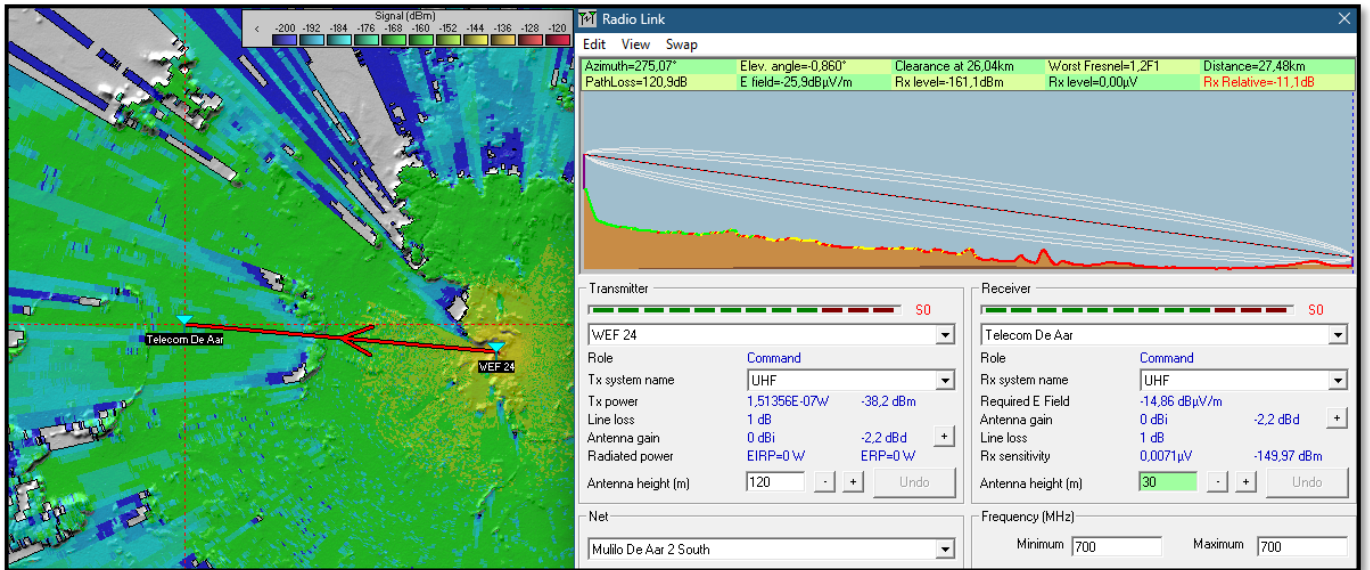 Signal (dBm)
< -200 -192 -184 -176 -168 -160 -152 -144 -136 -128 -120
Telecom De Aar
WEF 24
Radio Link
Edit View Swap
Azimuth=275,07° Elev. angle=-0,860° Clearance at 26,04km Worst Fresnel=1,2F1 Distance=27,48km
PathLoss=120,9dB E field=-25,9dBµV/m Rx level=-161,1dBm Rx level=0,00µV Rx Relative=-11,1dB
Transmitter
S0
WEF 24
Role Command
Tx system name UHF
Tx power 1,51356E-07W -38,2 dBm
Line loss 1 dB
Antenna gain 0 dBi -2,2 dBd +
Radiated power EIRP=0 W ERP=0 W
Antenna height (m) 120 - + Undo
Net
Mulilo De Aar 2 South
Receiver
S0
Telecom De Aar
Role Command
Rx system name UHF
Required E Field -14,86 dBµV/m
Antenna gain 0 dBi -2,2 dBd +
Line loss 1 dB
Rx sensitivity 0,0071µV -149,97 dBm
Antenna height (m) 30 - + Undo
Frequency (MHz)
Minimum 700 Maximum 700